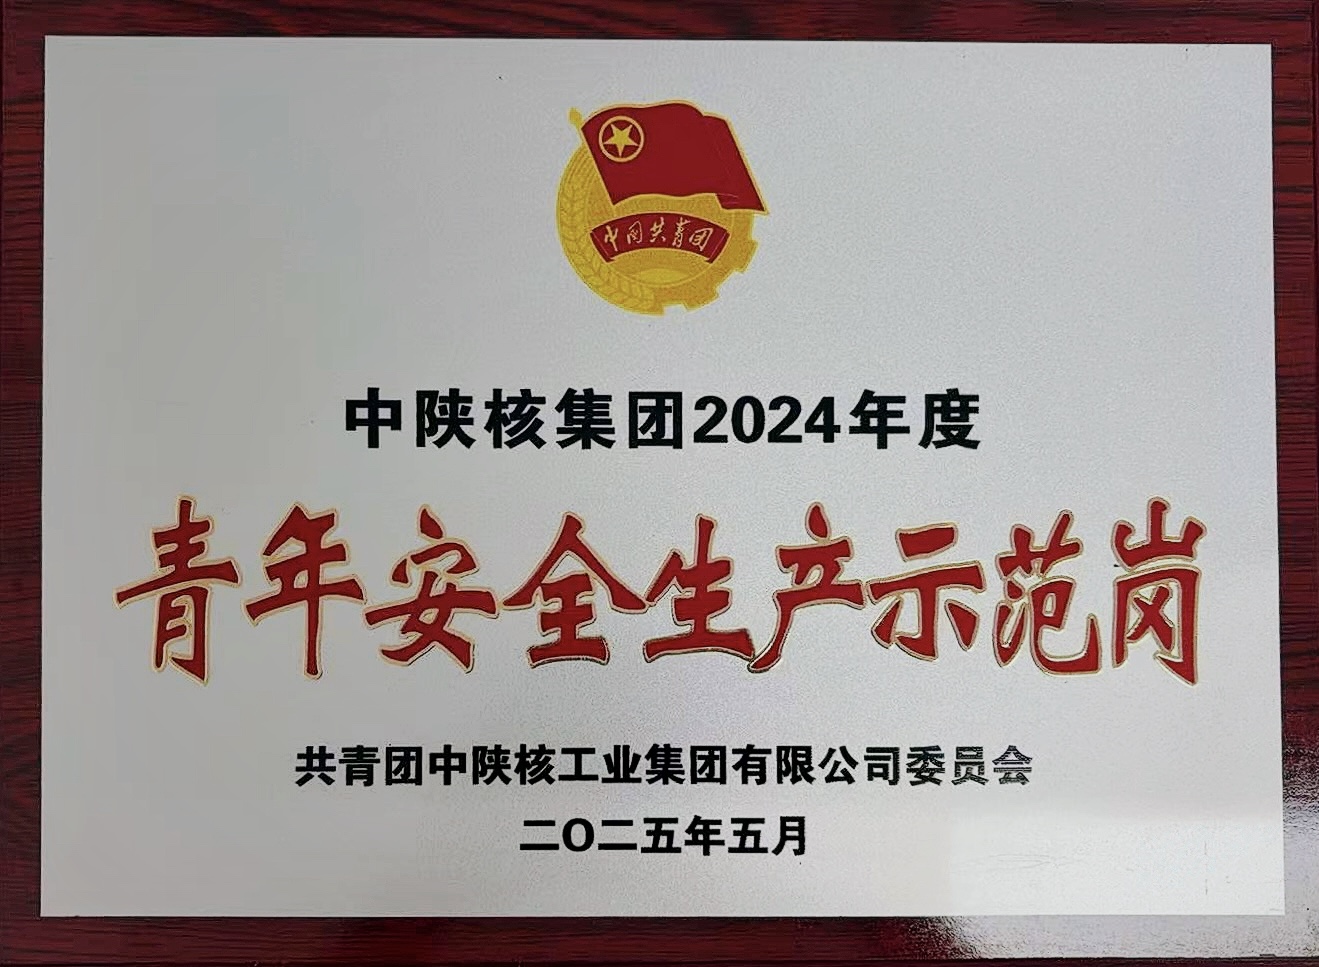 中国共青团
中陕核集团2024年度
青年安全生产示范岗
共青团中陕核工业集团有限公司委员会
二〇二五年五月